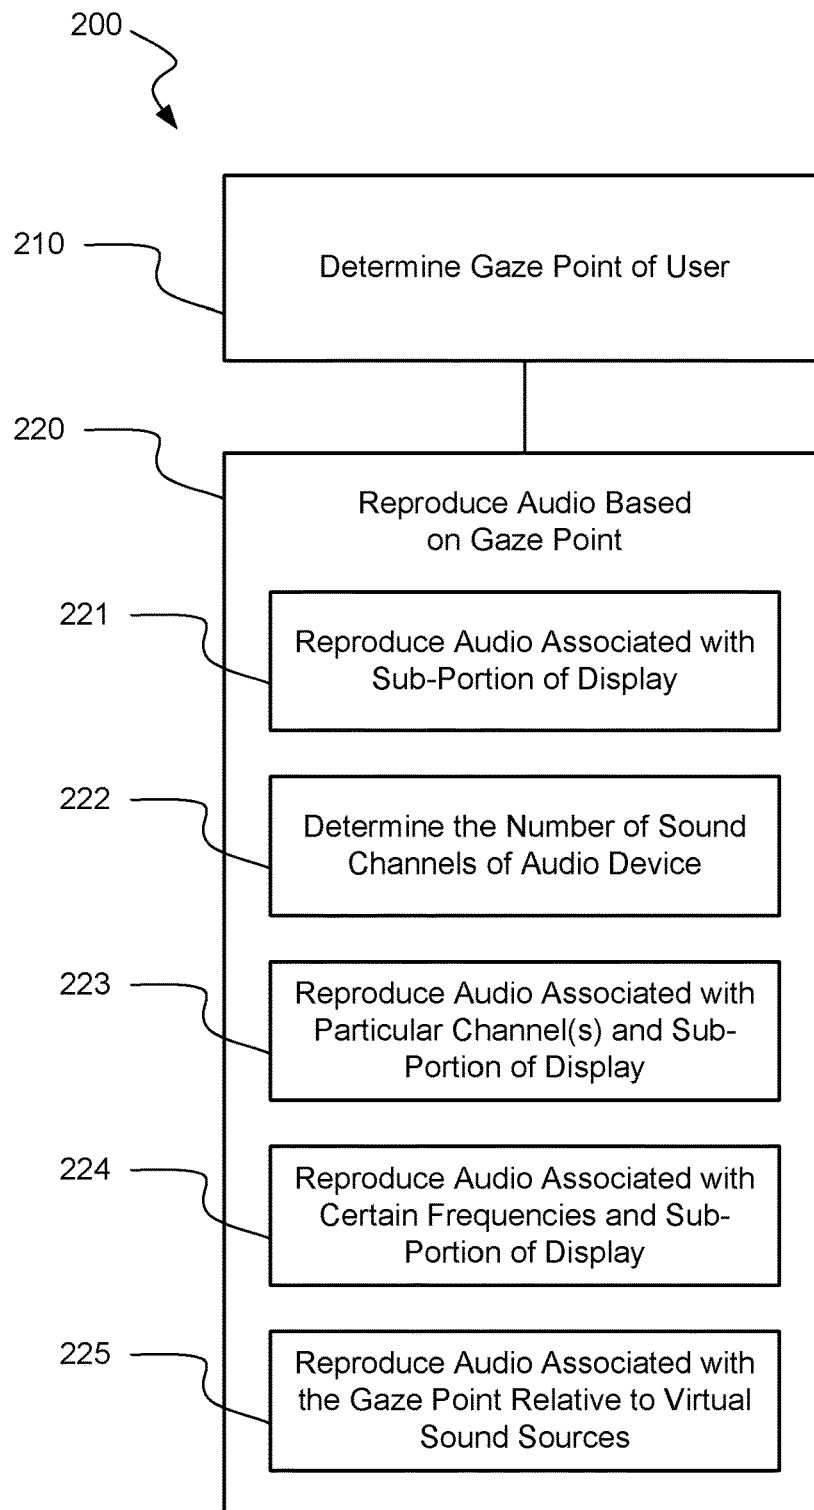 200
210
Determine Gaze Point of User
220
Reproduce Audio Based
on Gaze Point
221
Reproduce Audio Associated with
Sub-Portion of Display
222
Determine the Number of Sound
Channels of Audio Device
223
Reproduce Audio Associated with
Particular Channel(s) and Sub-
Portion of Display
224
Reproduce Audio Associated with
Certain Frequencies and Sub-
Portion of Display
225
Reproduce Audio Associated with
the Gaze Point Relative to Virtual
Sound Sources